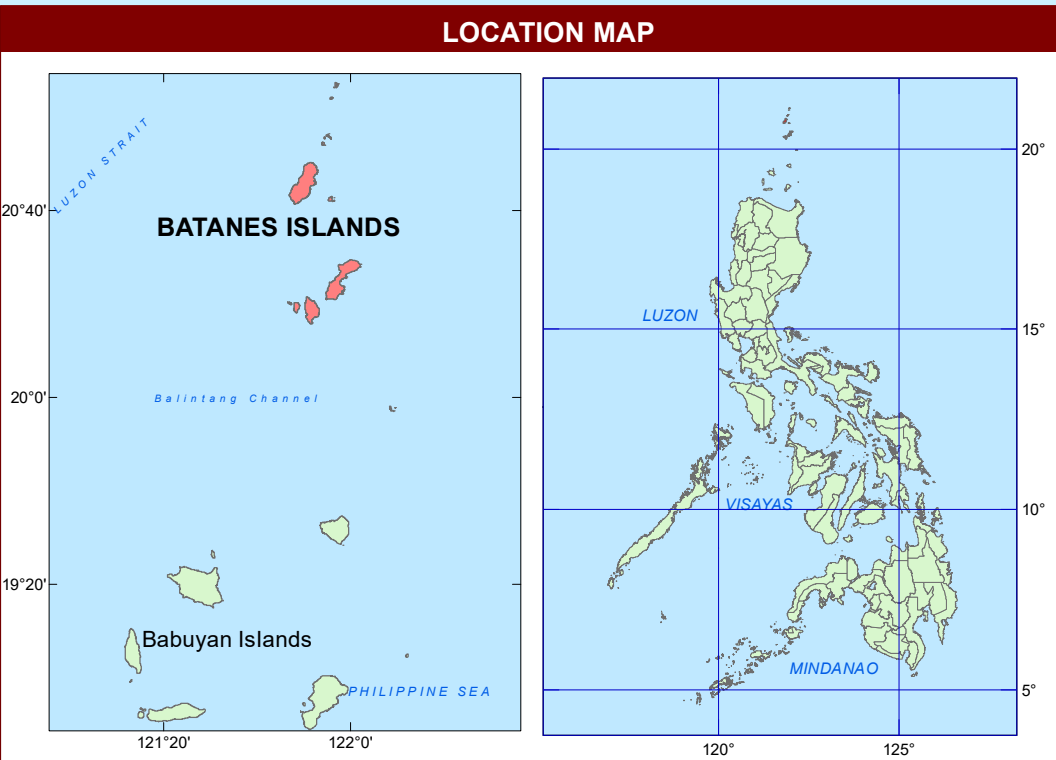 LOCATION MAP
LUZON STRAIT
20°40'
BATANES ISLANDS
20°0'
Balintang Channel
19°20'
Babuyan Islands
PHILIPPINE SEA
121°20'
122°0'
20°
LUZON
15°
VISAYAS
10°
MINDANAO
5°
120°
125°